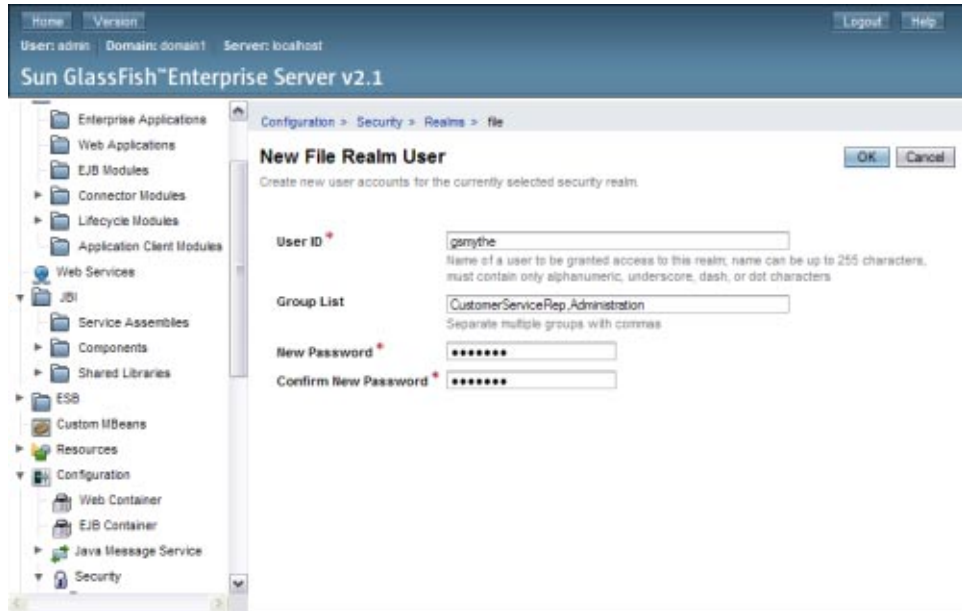 Home Version Logout Help
User: admin Domain: domain1 Server: localhost
Sun GlassFish™ Enterprise Server v2.1
Enterprise Applications
Web Applications
EJB Modules
Connector Modules
Lifecycle Modules
Application Client Modules
Web Services
JBI
Service Assemblies
Components
Shared Libraries
ESB
Custom MBeans
Resources
Configuration
Web Container
EJB Container
Java Message Service
Security
Configuration > Security > Realms > file
New File Realm User OK Cancel
Create new user accounts for the currently selected security realm.
User ID * gsmythe
Name of a user to be granted access to this realm; name can be up to 255 characters,
must contain only alphanumeric, underscore, dash, or dot characters
Group List CustomerServiceRep,Administration
Separate multiple groups with commas
New Password * •••••••
Confirm New Password * •••••••